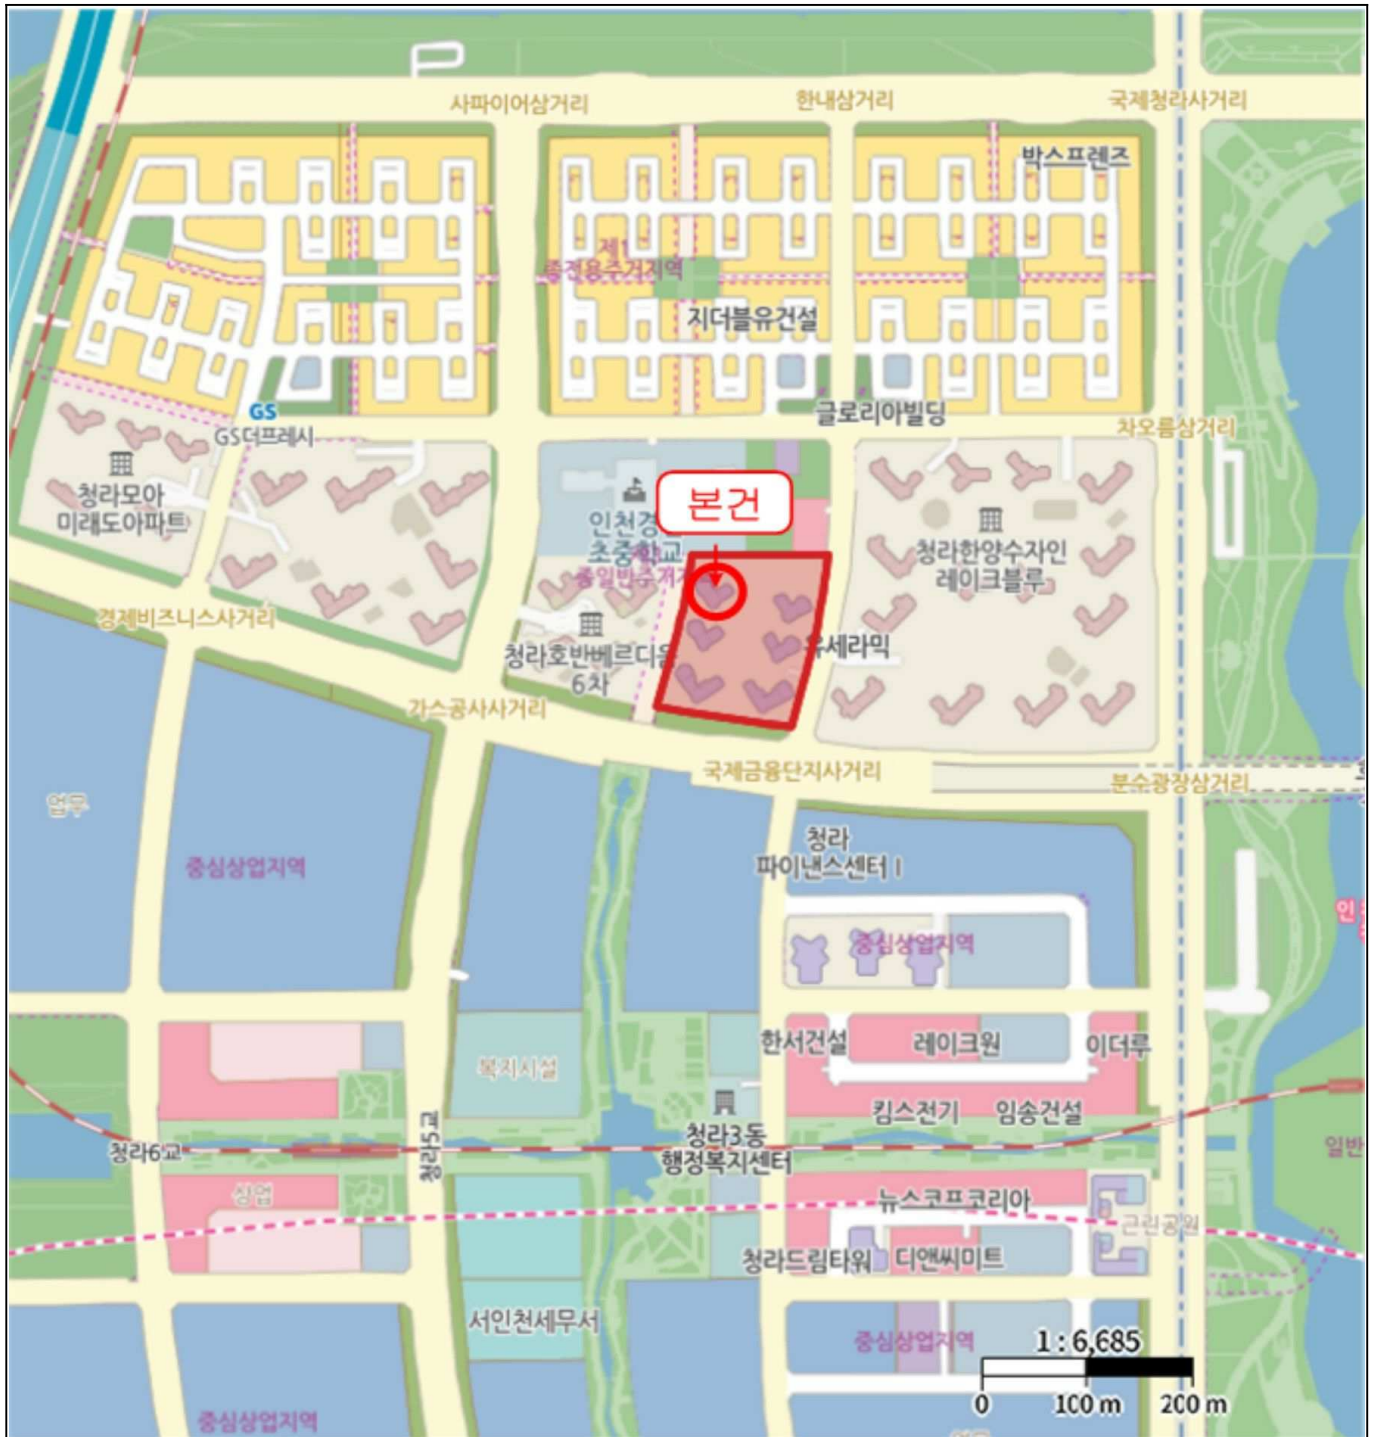 사파이어삼거리
한내삼거리
국제청라사거리
박스프렌즈
제1
종전용주거지역
지더블유건설
GS
GS더프레시
글로리아빌딩
차오름삼거리
청라모아
미래도아파트
본건
인천경
초중학교
종일반주거지
청라한양수자인
레이크블루
경제비즈니스사거리
청라호반베르디움
6차
유세라믹
가스공사사거리
국제금융단지사거리
분수광장삼거리
업무
중심상업지역
청라
파이낸스센터 I
중심상업지역
인
한서건설
레이크원
이더루
복지시설
킴스전기
임송건설
청라6교
청라5교
청라3동
행정복지센터
일반
상업
뉴스코프코리아
근린공원
청라드림타워
디앤씨미트
서인천세무서
중심상업지역
1 : 6,685
0
100 m
200 m
중심상업지역